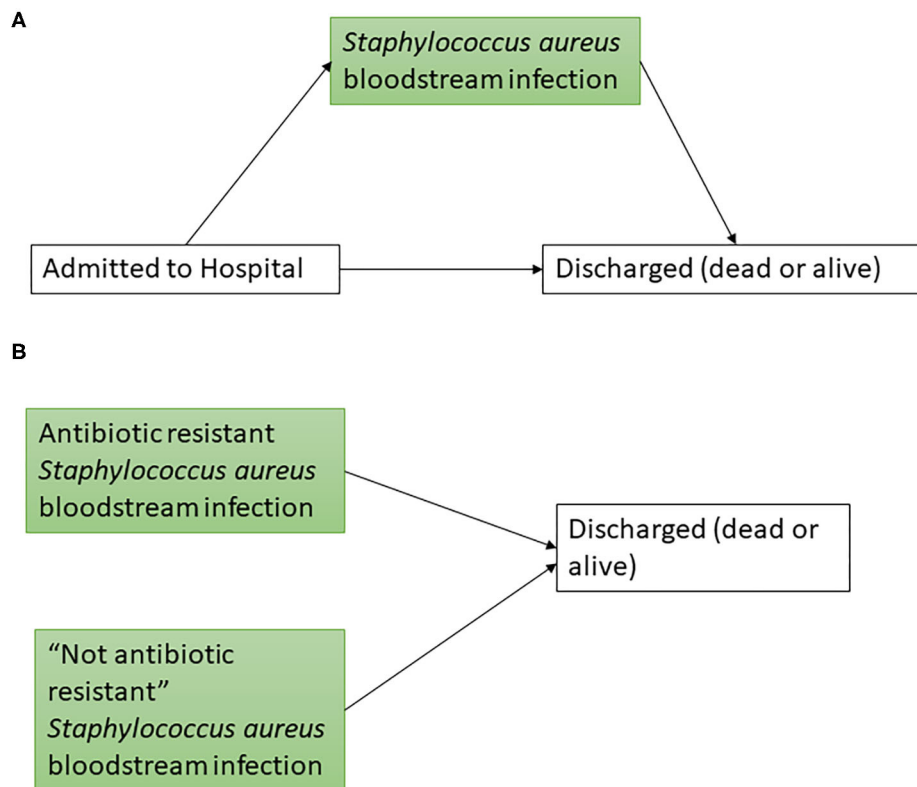 A
Staphylococcus aureus
bloodstream infection
Admitted to Hospital
Discharged (dead or alive)
B
Antibiotic resistant
Staphylococcus aureus
bloodstream infection
Discharged (dead or
alive)
“Not antibiotic
resistant”
Staphylococcus aureus
bloodstream infection